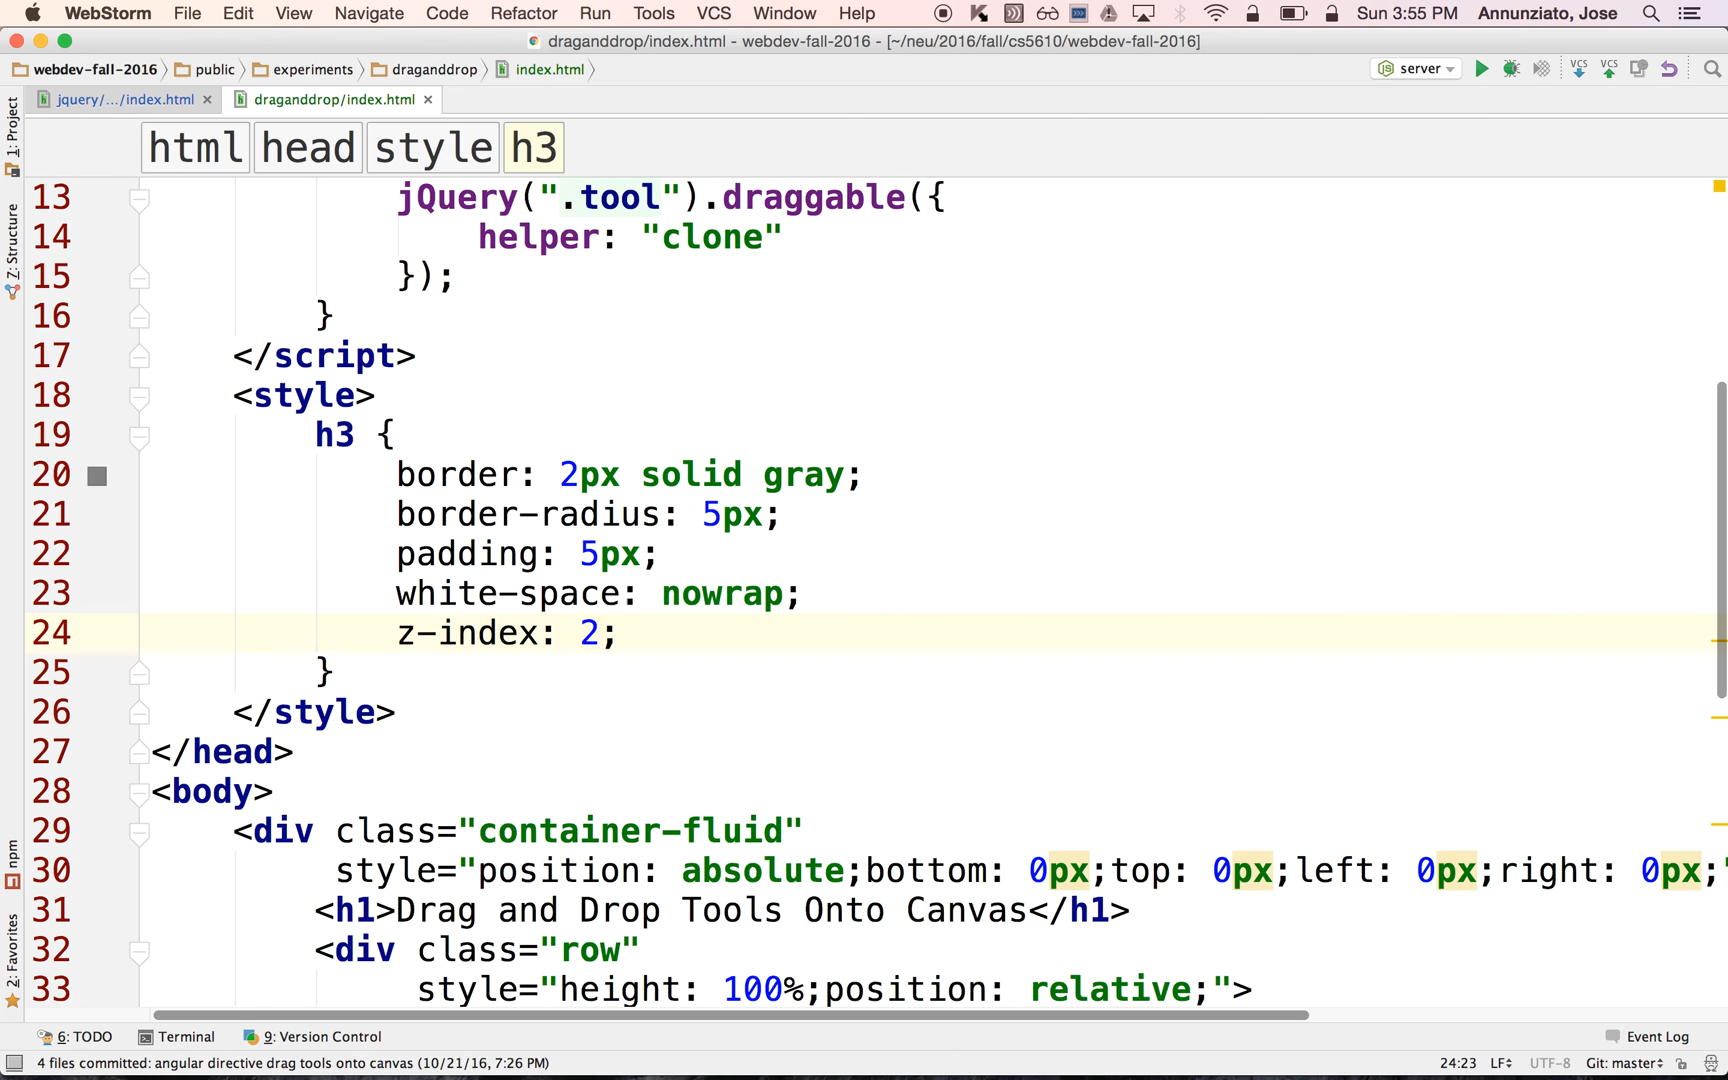 WebStorm File Edit View Navigate Code Refactor Run Tools VCS Window Help Sun 3:55 PM Annunziato, Jose
draganddrop/index.html - webdev-fall-2016 - [~/neu/2016/fall/cs5610/webdev-fall-2016]
webdev-fall-2016 public experiments draganddrop index.html server VCS VCS
jquery/.../index.html draganddrop/index.html
1: Project
Z: Structure
npm
2: Favorites
html head style h3
13 jQuery(".tool").draggable({
14 helper: "clone"
15 });
16 }
17 </script>
18 <style>
19 h3 {
20 border: 2px solid gray;
21 border-radius: 5px;
22 padding: 5px;
23 white-space: nowrap;
24 z-index: 2;
25 }
26 </style>
27 </head>
28 <body>
29 <div class="container-fluid"
30 style="position: absolute;bottom: 0px;top: 0px;left: 0px;right: 0px;"
31 <h1>Drag and Drop Tools Onto Canvas</h1>
32 <div class="row"
33 style="height: 100%;position: relative;">
6: TODO Terminal 9: Version Control Event Log
4 files committed: angular directive drag tools onto canvas (10/21/16, 7:26 PM) 24:23 LF UTF-8 Git: master